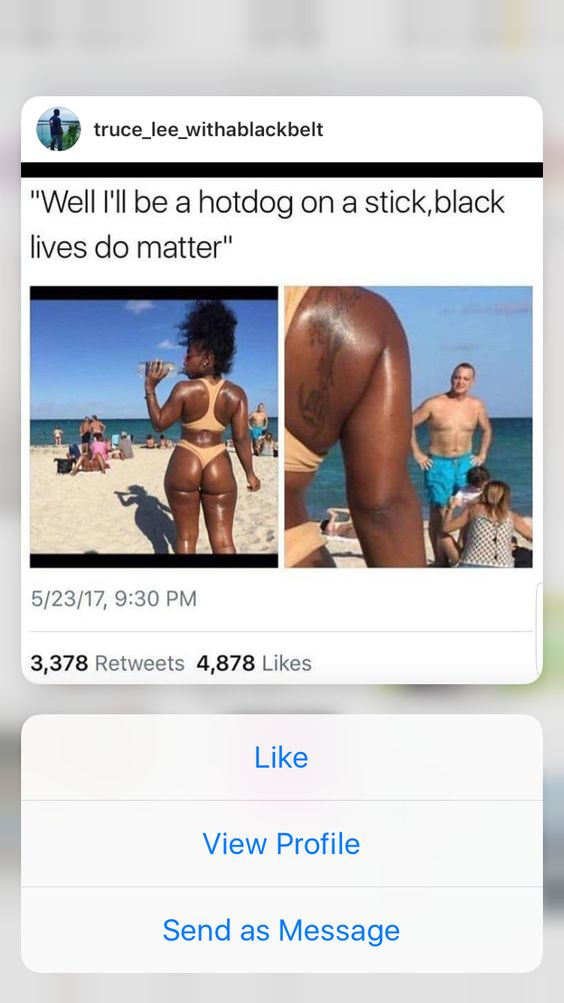 truce_lee_withablackbelt
"Well I'll be a hotdog on a stick,black
lives do matter"
5/23/17, 9:30 PM
3,378 Retweets 4,878 Likes
Like
View Profile
Send as Message